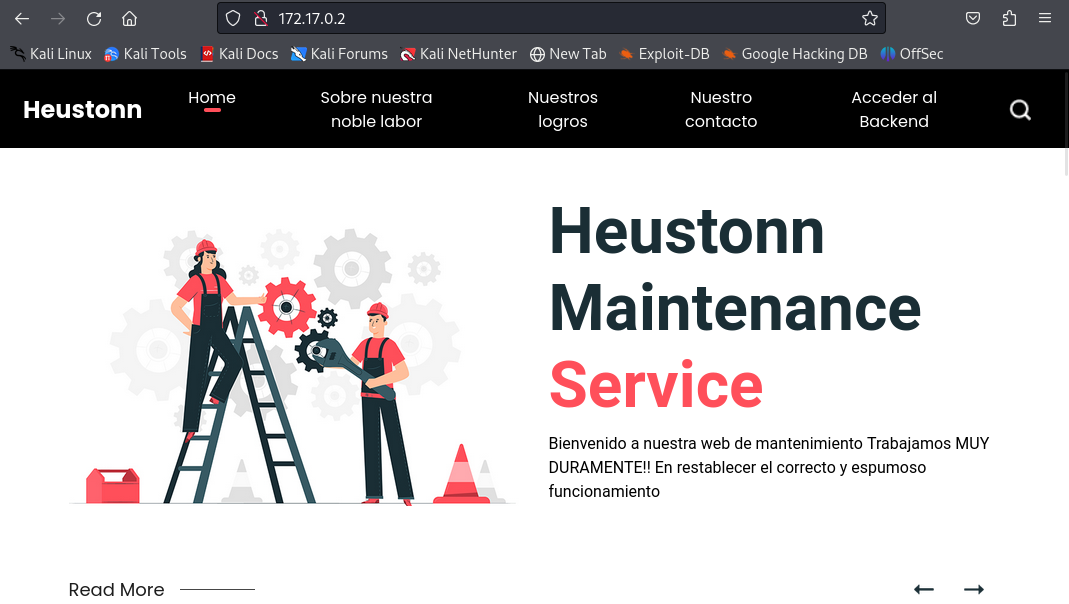 172.17.0.2
Kali Linux Kali Tools Kali Docs Kali Forums Kali NetHunter New Tab Exploit-DB Google Hacking DB OffSec
Heustonn
Home
Sobre nuestra
noble labor
Nuestros
logros
Nuestro
contacto
Acceder al
Backend
Heustonn
Maintenance
Service
Bienvenido a nuestra web de mantenimiento Trabajamos MUY
DURAMENTE!! En restablecer el correcto y espumoso
funcionamiento
Read More